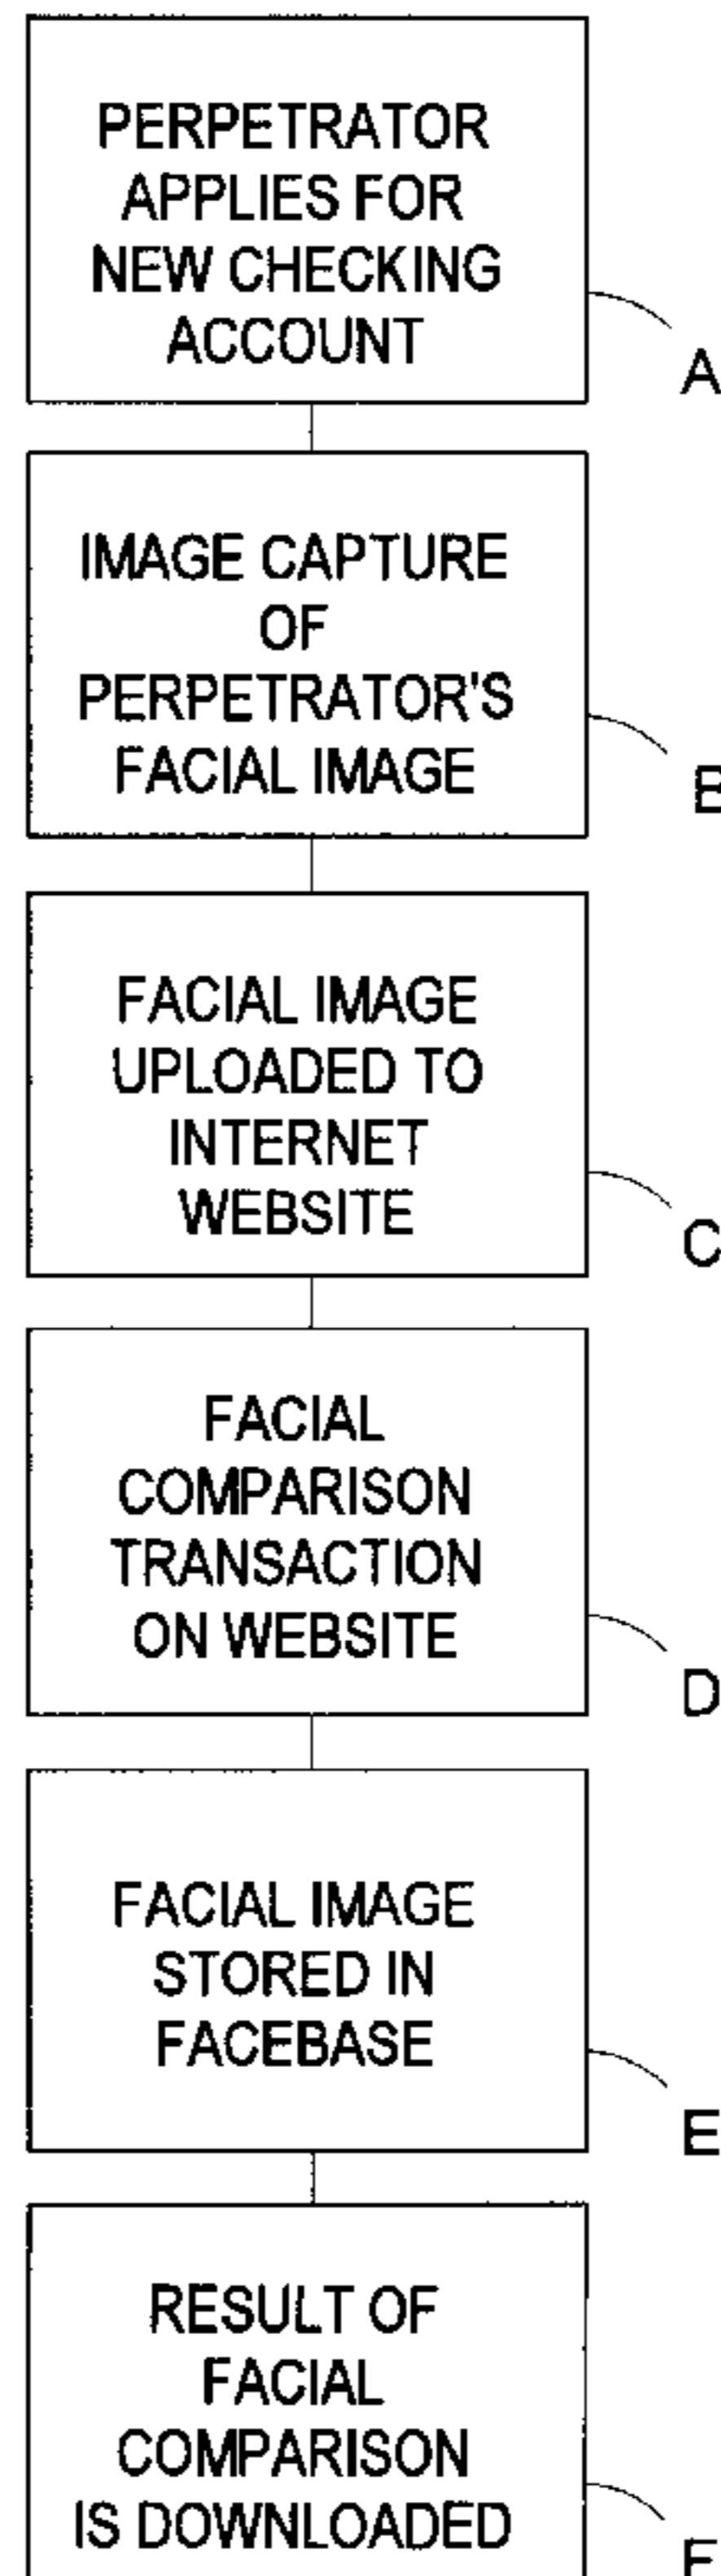 PERPETRATOR
APPLIES FOR
NEW CHECKING
ACCOUNT
A
IMAGE CAPTURE
OF
PERPETRATOR'S
FACIAL IMAGE
B
FACIAL IMAGE
UPLOADED TO
INTERNET
WEBSITE
C
FACIAL
COMPARISON
TRANSACTION
ON WEBSITE
D
FACIAL IMAGE
STORED IN
FACEBASE
E
RESULT OF
FACIAL
COMPARISON
IS DOWNLOADED